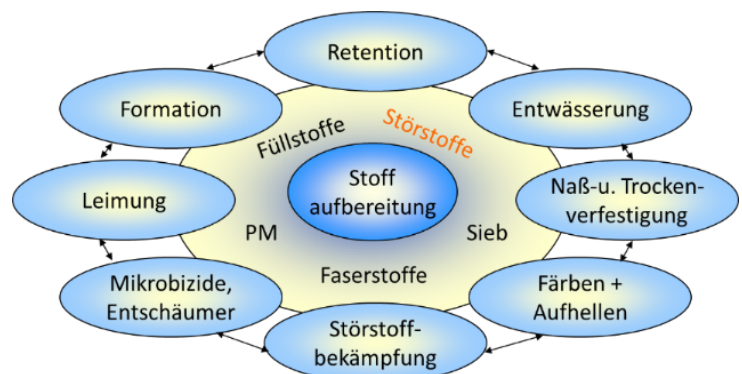 Retention
Formation
Entwässerung
Füllstoffe
Störstoffe
Stoff
aufbereitung
Leimung
Naß-u. Trocken-
verfestigung
PM
Sieb
Faserstoffe
Mikrobizide,
Entschäumer
Färben +
Aufhellen
Störstoff-
bekämpfung